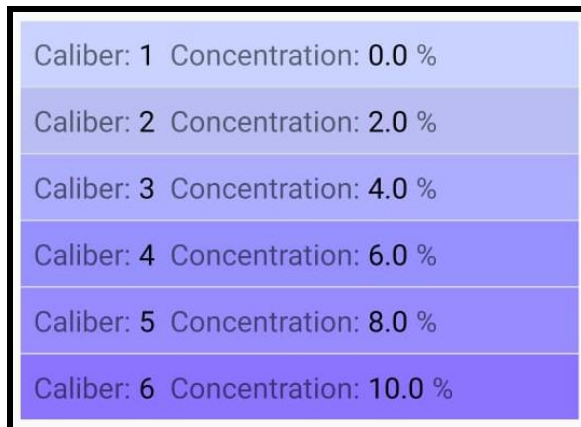 Caliber: 1 Concentration: 0.0 %
Caliber: 2 Concentration: 2.0 %
Caliber: 3 Concentration: 4.0 %
Caliber: 4 Concentration: 6.0 %
Caliber: 5 Concentration: 8.0 %
Caliber: 6 Concentration: 10.0 %